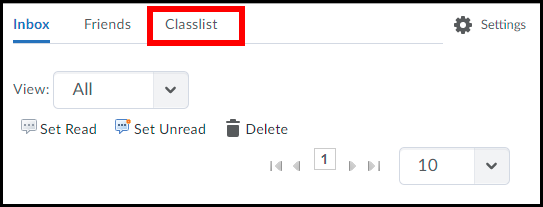 Inbox Friends Classlist Settings
View: All
Set Read Set Unread Delete
1 10